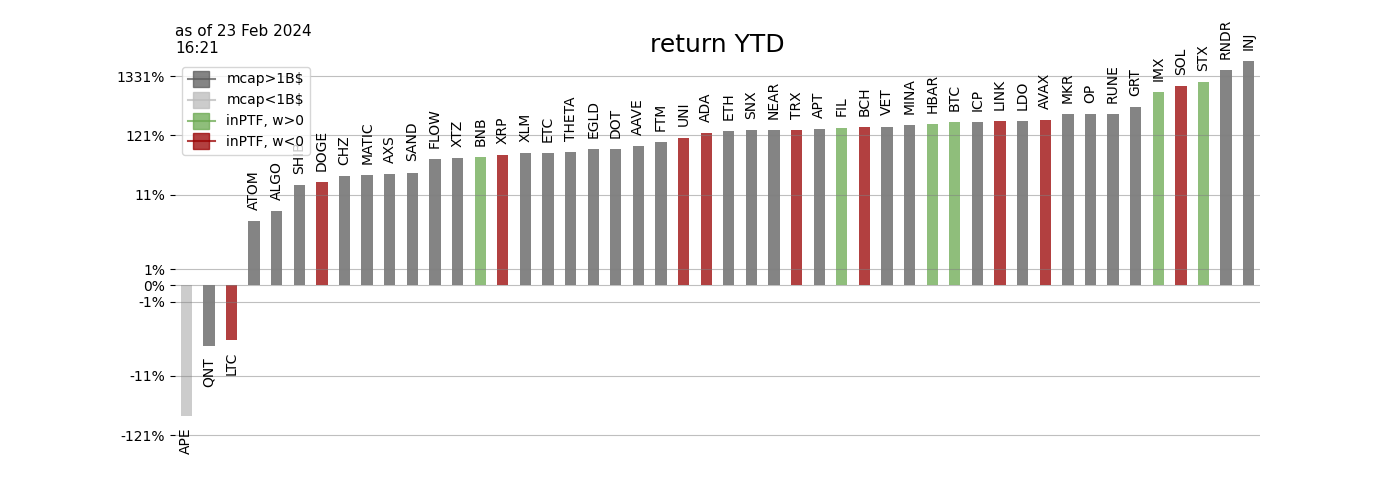 as of 23 Feb 2024
16:21
return YTD
1331%
121%
11%
1%
0%
-1%
-11%
-121%
mcap>1B$
mcap<1B$
inPTF, w>0
inPTF, w<0
APE
QNT
LTC
ATOM
ALGO
DOGE
CHZ
MATIC
AXS
SAND
FLOW
XTZ
BNB
XRP
XLM
ETC
THETA
EGLD
DOT
AAVE
FTM
UNI
ADA
ETH
SNX
NEAR
TRX
APT
FIL
BCH
VET
MINA
HBAR
BTC
ICP
LINK
LDO
AVAX
MKR
OP
RUNE
GRT
IMX
SOL
STX
RNDR
INJ